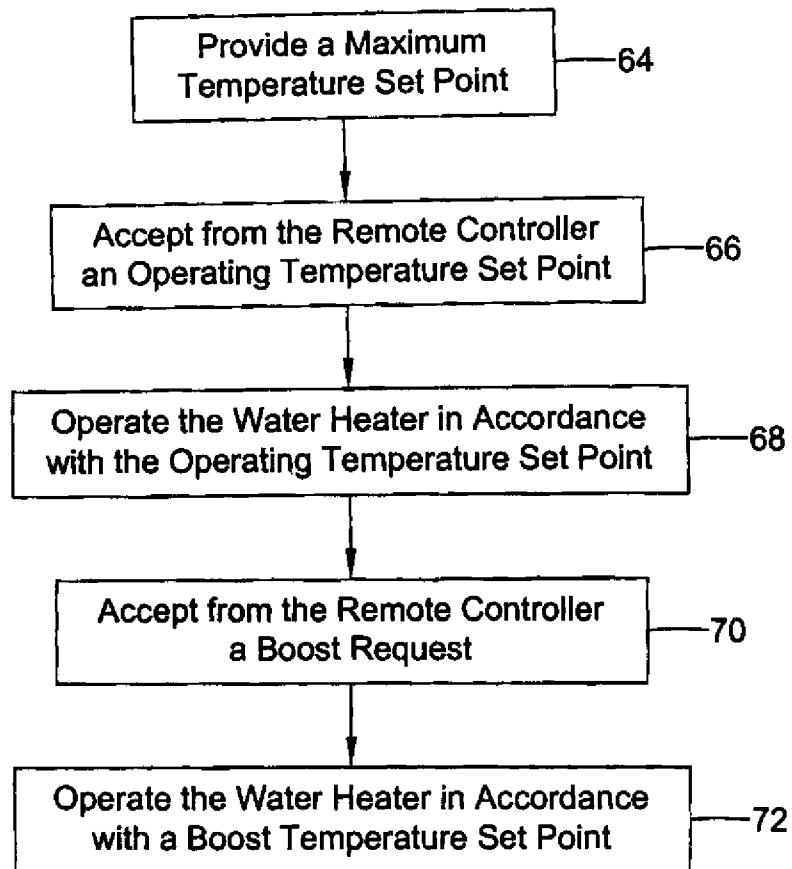 Provide a Maximum
Temperature Set Point
64
Accept from the Remote Controller
an Operating Temperature Set Point
66
Operate the Water Heater in Accordance
with the Operating Temperature Set Point
68
Accept from the Remote Controller
a Boost Request
70
Operate the Water Heater in Accordance
with a Boost Temperature Set Point
72